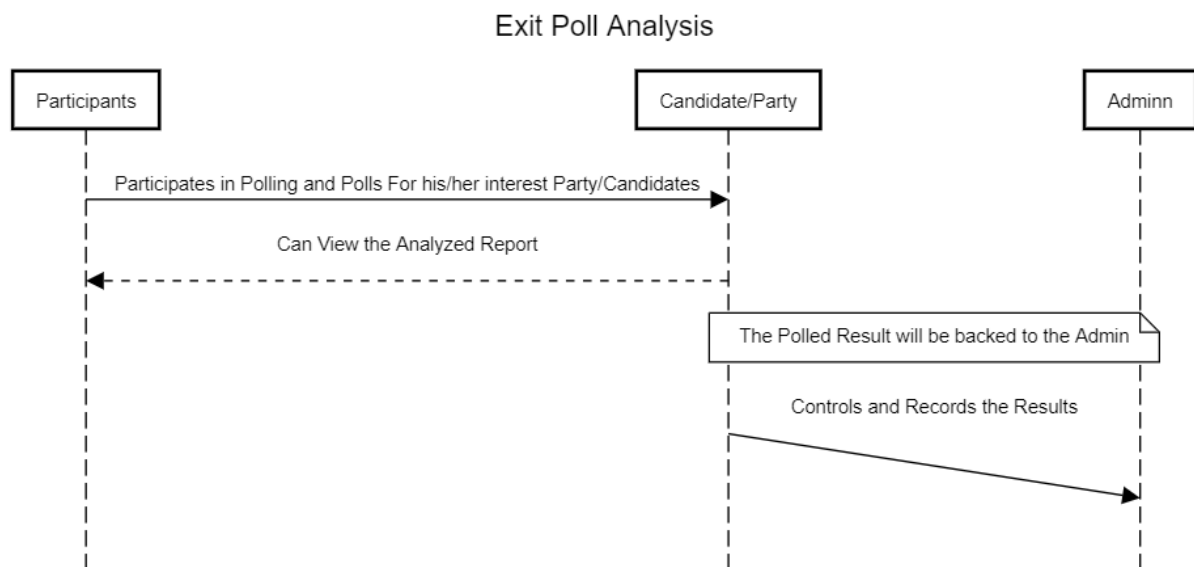 Exit Poll Analysis
Participants
Candidate/Party
Adminn
Participates in Polling and Polls For his/her interest Party/Candidates
Can View the Analyzed Report
The Polled Result will be backed to the Admin
Controls and Records the Results